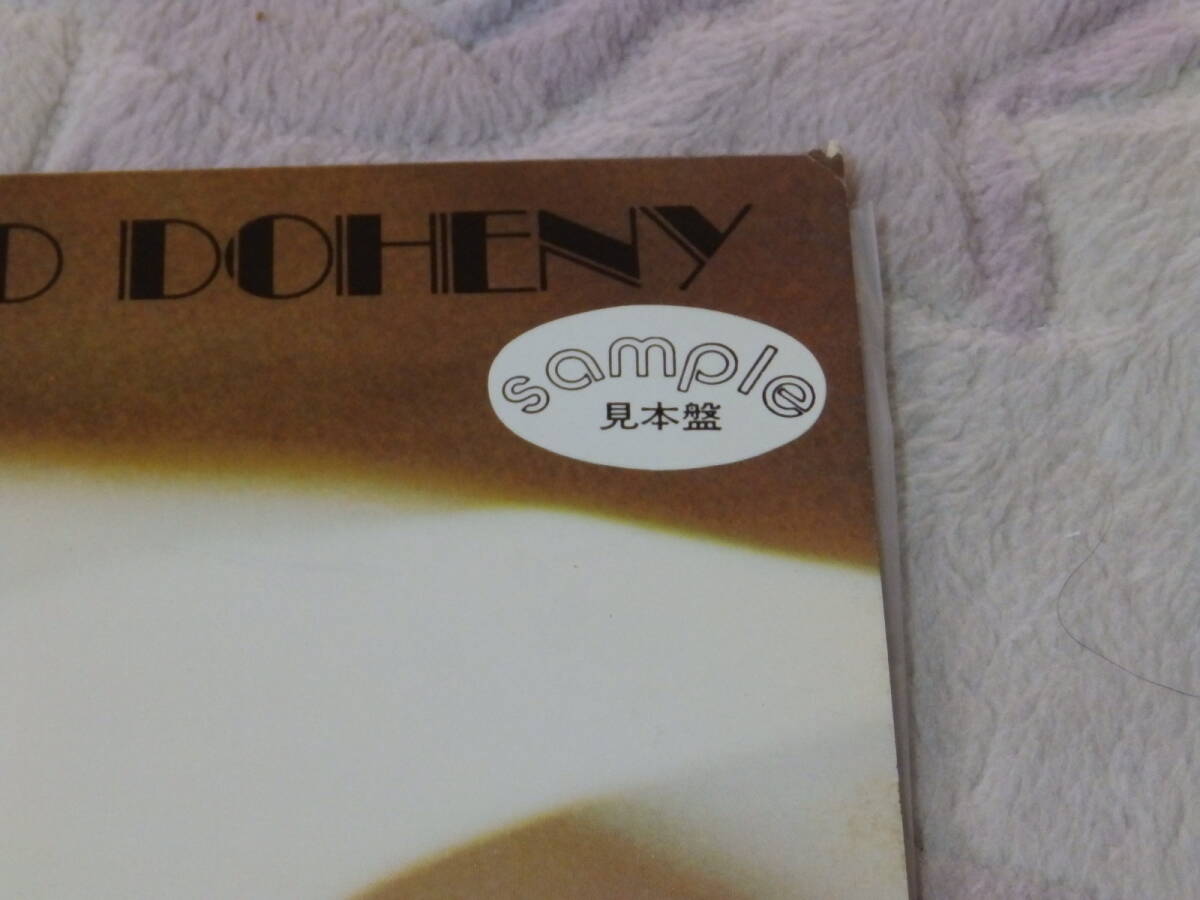 D DOHENY
sample
見本盤